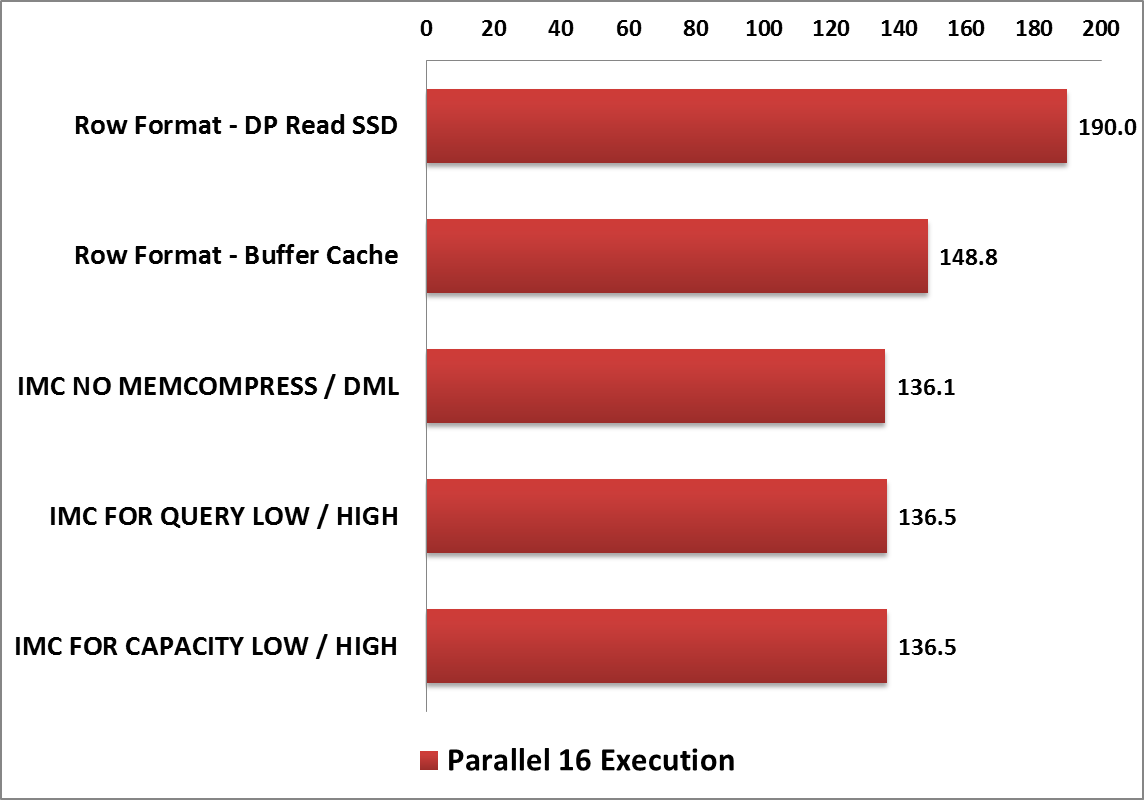 0 20 40 60 80 100 120 140 160 180 200
Row Format - DP Read SSD 190.0
Row Format - Buffer Cache 148.8
IMC NO MEMCOMPRESS / DML 136.1
IMC FOR QUERY LOW / HIGH 136.5
IMC FOR CAPACITY LOW / HIGH 136.5
Parallel 16 Execution